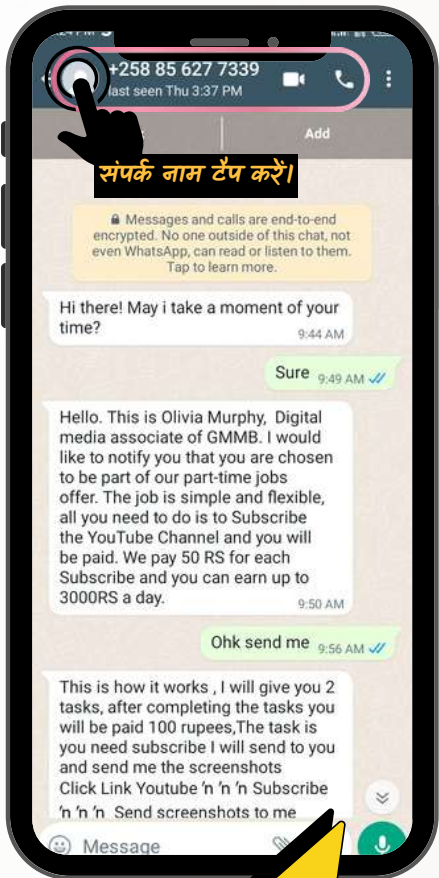 +258 85 627 7339
last seen Thu 3:37 PM
Add
संपर्क नाम टैप करें।
Messages and calls are end-to-end
encrypted. No one outside of this chat, not
even WhatsApp, can read or listen to them.
Tap to learn more.
Hi there! May i take a moment of your
time?
9:44 AM
Sure 9:49 AM
Hello. This is Olivia Murphy, Digital
media associate of GMMB. I would
like to notify you that you are chosen
to be part of our part-time jobs
offer. The job is simple and flexible,
all you need to do is to Subscribe
the YouTube Channel and you will
be paid. We pay 50 RS for each
Subscribe and you can earn up to
3000RS a day.
9:50 AM
Ohk send me 9:56 AM
This is how it works , I will give you 2
tasks, after completing the tasks you
will be paid 100 rupees,The task is
you need subscribe I will send to you
and send me the screenshots
Click Link Youtube 'n 'n 'n Subscribe
'n 'n 'n Send screenshots to me
Message